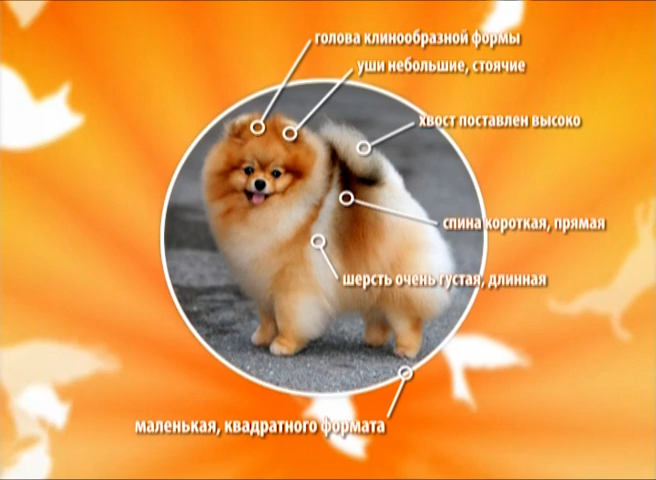 голова клинообразной формы
уши небольшие, стоячие
хвост поставлен высоко
спина короткая, прямая
шерсть очень густая, длинная
маленькая, квадратного формата